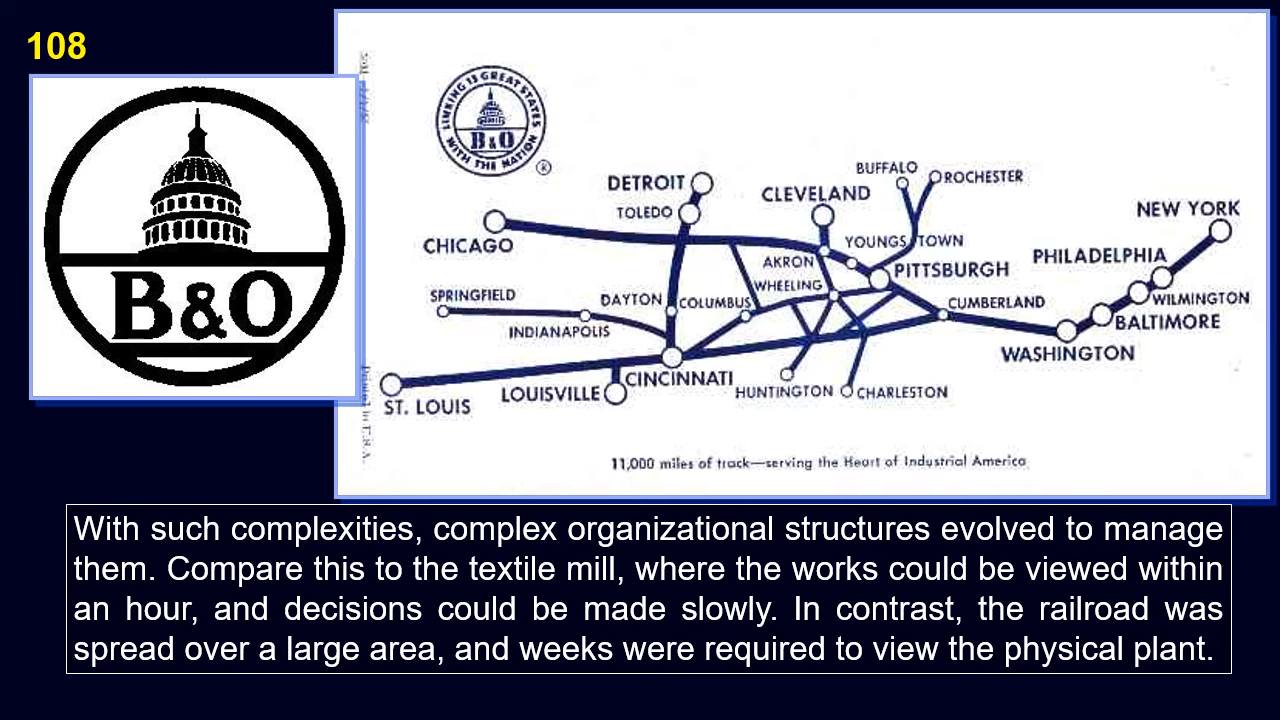 108
B&O
LINKING 13 GREAT STATES
WITH THE NATION
B&O
®
DETROIT
TOLEDO
CHICAGO
CLEVELAND
BUFFALO
ROCHESTER
NEW YORK
YOUNGSTOWN
AKRON
PITTSBURGH
PHILADELPHIA
WHEELING
SPRINGFIELD
DAYTON
COLUMBUS
CUMBERLAND
WILMINGTON
INDIANAPOLIS
BALTIMORE
WASHINGTON
CINCINNATI
LOUISVILLE
ST. LOUIS
HUNTINGTON
CHARLESTON
Printed in U.S.A.
11,000 miles of track—serving the Heart of Industrial America
With such complexities, complex organizational structures evolved to manage
them. Compare this to the textile mill, where the works could be viewed within
an hour, and decisions could be made slowly. In contrast, the railroad was
spread over a large area, and weeks were required to view the physical plant.